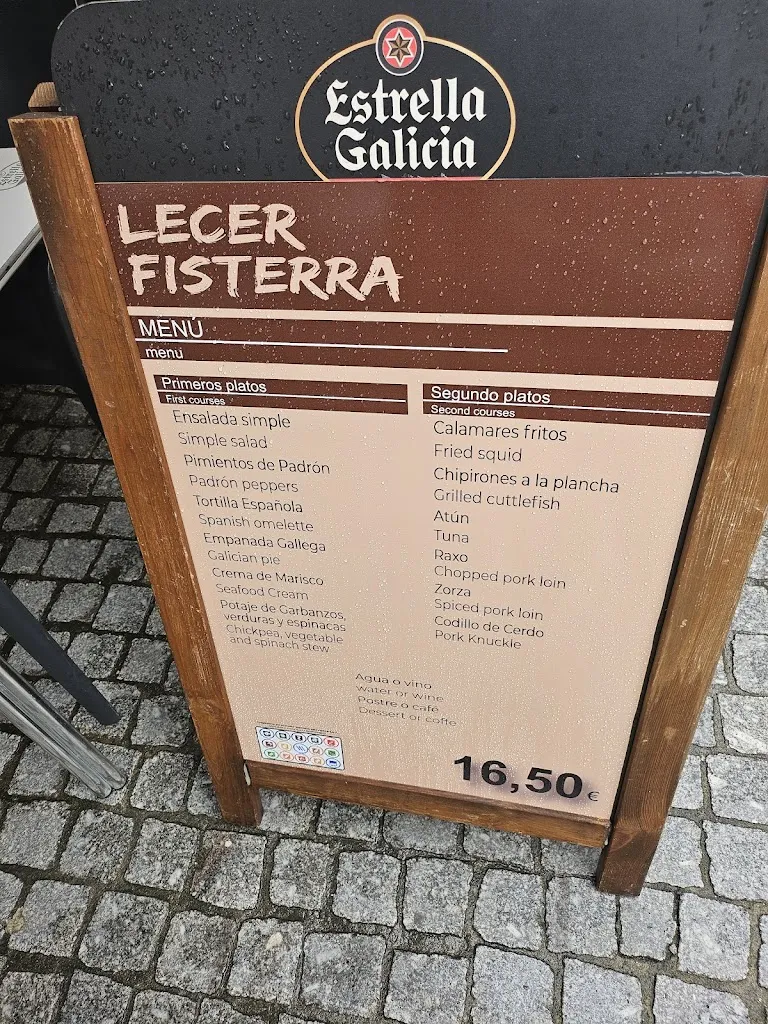 Estrella
Galicia
LECER
FISTERRA
MENÚ
menu
Primeros platos
First courses
Ensalada simple
Simple salad
Pimientos de Padrón
Padrón peppers
Tortilla Española
Spanish omelette
Empanada Gallega
Galician pie
Crema de Marisco
Seafood Cream
Potaje de Garbanzos,
verduras y espinacas
Chickpea, vegetable
and spinach stew
Segundo platos
Second courses
Calamares fritos
Fried squid
Chipirones a la plancha
Grilled cuttlefish
Atún
Tuna
Raxo
Chopped pork loin
Zorza
Spiced pork loin
Codillo de Cerdo
Pork Knuckle
Agua o vino
water or wine
Postre o café
Dessert or coffe
16,50€